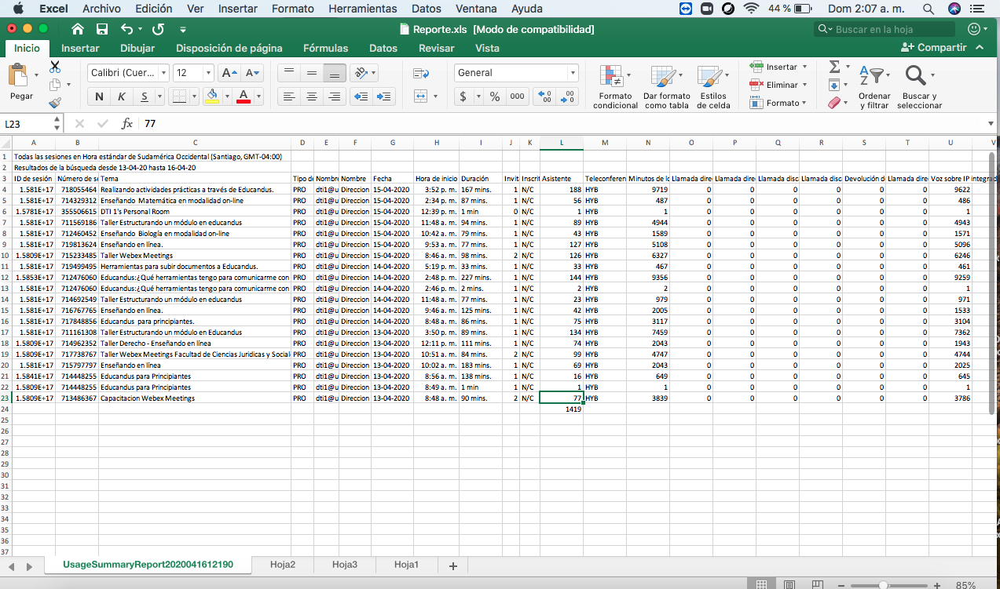 Excel Archivo Edición Ver Insertar Formato Herramientas Datos Ventana Ayuda 44 % Dom 2:07 a. m.
Reporte.xls [Modo de compatibilidad] Buscar en la hoja
Inicio Insertar Dibujar Disposición de página Fórmulas Datos Revisar Vista Compartir
Pegar Calibri (Cuer... 12 A A General Formato condicional Dar formato como tabla Estilos de celda Insertar Eliminar Formato Ordenar y filtrar Buscar y seleccionar
N K S A $ % 000
L23 fx 77
A B C D E F G H I J K L M N O P Q R S T U V
1 Todas las sesiones en Hora estándar de Sudamérica Occidental (Santiago, GMT-04:00)
2 Resultados de la búsqueda desde 13-04-20 hasta 16-04-20
3 ID de sesión Número de se Tema Tipo de Nombre Nombre Fecha Hora de inicio Duración Invit Inscrit Asistente Teleconferen Minutos de lo Llamada direc Llamada direc Llamada disca Llamada disca Devolución de Llamada direc Voz sobre IP integrada
4 1.581E+17 718055464 Realizando actividades prácticas a través de Educandus. PRO dti1@u Direccion 15-04-2020 3:52 p. m. 167 mins. 1 N/C 188 HYB 9719 0 0 0 0 0 0 9622
5 1.581E+17 714329312 Enseñando Matemática en modalidad on-line PRO dti1@u Direccion 15-04-2020 2:34 p. m. 87 mins. 1 N/C 56 HYB 487 0 0 0 0 0 0 486
6 1.5781E+17 355506615 DTI 1's Personal Room PRO dti1@u Direccion 15-04-2020 12:39 p. m. 1 min 0 N/C 1 HYB 1 0 0 0 0 0 0 1
7 1.581E+17 711569186 Taller Estructurando un módulo en educandus PRO dti1@u Direccion 15-04-2020 11:48 a. m. 94 mins. 1 N/C 89 HYB 4944 0 0 0 0 0 0 4943
8 1.581E+17 712460452 Enseñando Biología en modalidad on-line PRO dti1@u Direccion 15-04-2020 10:42 a. m. 79 mins. 1 N/C 43 HYB 1589 0 0 0 0 0 0 1571
9 1.581E+17 719813624 Enseñando en línea. PRO dti1@u Direccion 15-04-2020 9:53 a. m. 77 mins. 1 N/C 127 HYB 5108 0 0 0 0 0 0 5096
10 1.5809E+17 715233485 Taller Webex Meetings PRO dti1@u Direccion 15-04-2020 8:46 a. m. 98 mins. 2 N/C 126 HYB 6327 0 0 0 0 0 0 6246
11 1.581E+17 719499495 Herramientas para subir documentos a Educandus. PRO dti1@u Direccion 14-04-2020 5:19 p. m. 33 mins. 1 N/C 33 HYB 467 0 0 0 0 0 0 461
12 1.5853E+17 712476060 Educandus:¿Qué herramientas tengo para comunicarme con PRO dti1@u Direccion 14-04-2020 2:48 p. m. 227 mins. 1 N/C 144 HYB 9356 0 0 0 0 0 0 9259
13 1.581E+17 712476060 Educandus:¿Qué herramientas tengo para comunicarme con PRO dti1@u Direccion 14-04-2020 2:46 p. m. 2 mins. 1 N/C 2 HYB 2 0 0 0 0 0 0 1
14 1.581E+17 714692549 Taller Estructurando un módulo en educandus PRO dti1@u Direccion 14-04-2020 11:48 a. m. 77 mins. 1 N/C 23 HYB 979 0 0 0 0 0 0 971
15 1.581E+17 716767765 Enseñando en línea. PRO dti1@u Direccion 14-04-2020 9:46 a. m. 125 mins. 1 N/C 42 HYB 2005 0 0 0 0 0 0 1533
16 1.581E+17 717848856 Educandus para principiantes. PRO dti1@u Direccion 14-04-2020 8:48 a. m. 86 mins. 1 N/C 75 HYB 3117 0 0 0 0 0 0 3104
17 1.581E+17 711161308 Taller Estructurando un módulo en Educandus PRO dti1@u Direccion 13-04-2020 3:50 p. m. 89 mins. 1 N/C 134 HYB 7459 0 0 0 0 0 0 7362
18 1.5809E+17 714962352 Taller Derecho - Enseñando en línea PRO dti1@u Direccion 13-04-2020 12:11 p. m. 111 mins. 1 N/C 74 HYB 2043 0 0 0 0 0 0 1943
19 1.5809E+17 717738767 Taller Webex Meetings Facultad de Ciencias Juridicas y Sociale PRO dti1@u Direccion 13-04-2020 10:51 a. m. 84 mins. 2 N/C 99 HYB 4747 0 0 0 0 0 0 4744
20 1.581E+17 715797797 Enseñando en línea PRO dti1@u Direccion 13-04-2020 10:02 a. m. 183 mins. 1 N/C 69 HYB 2043 0 0 0 0 0 0 2025
21 1.5841E+17 714448255 Educandus para Principiantes PRO dti1@u Direccion 13-04-2020 8:56 a. m. 138 mins. 1 N/C 16 HYB 649 0 0 0 0 0 0 645
22 1.5809E+17 714448255 Educandus para Principiantes PRO dti1@u Direccion 13-04-2020 8:49 a. m. 1 min 1 N/C 1 HYB 1 0 0 0 0 0 0 1
23 1.5809E+17 713486367 Capacitacion Webex Meetings PRO dti1@u Direccion 13-04-2020 8:48 a. m. 90 mins. 2 N/C 77 HYB 3839 0 0 0 0 0 0 3786
24 1419
25
26
27
28
29
30
31
32
33
34
35
36
37
UsageSummaryReport2020041612190 Hoja2 Hoja3 Hoja1 +
85%